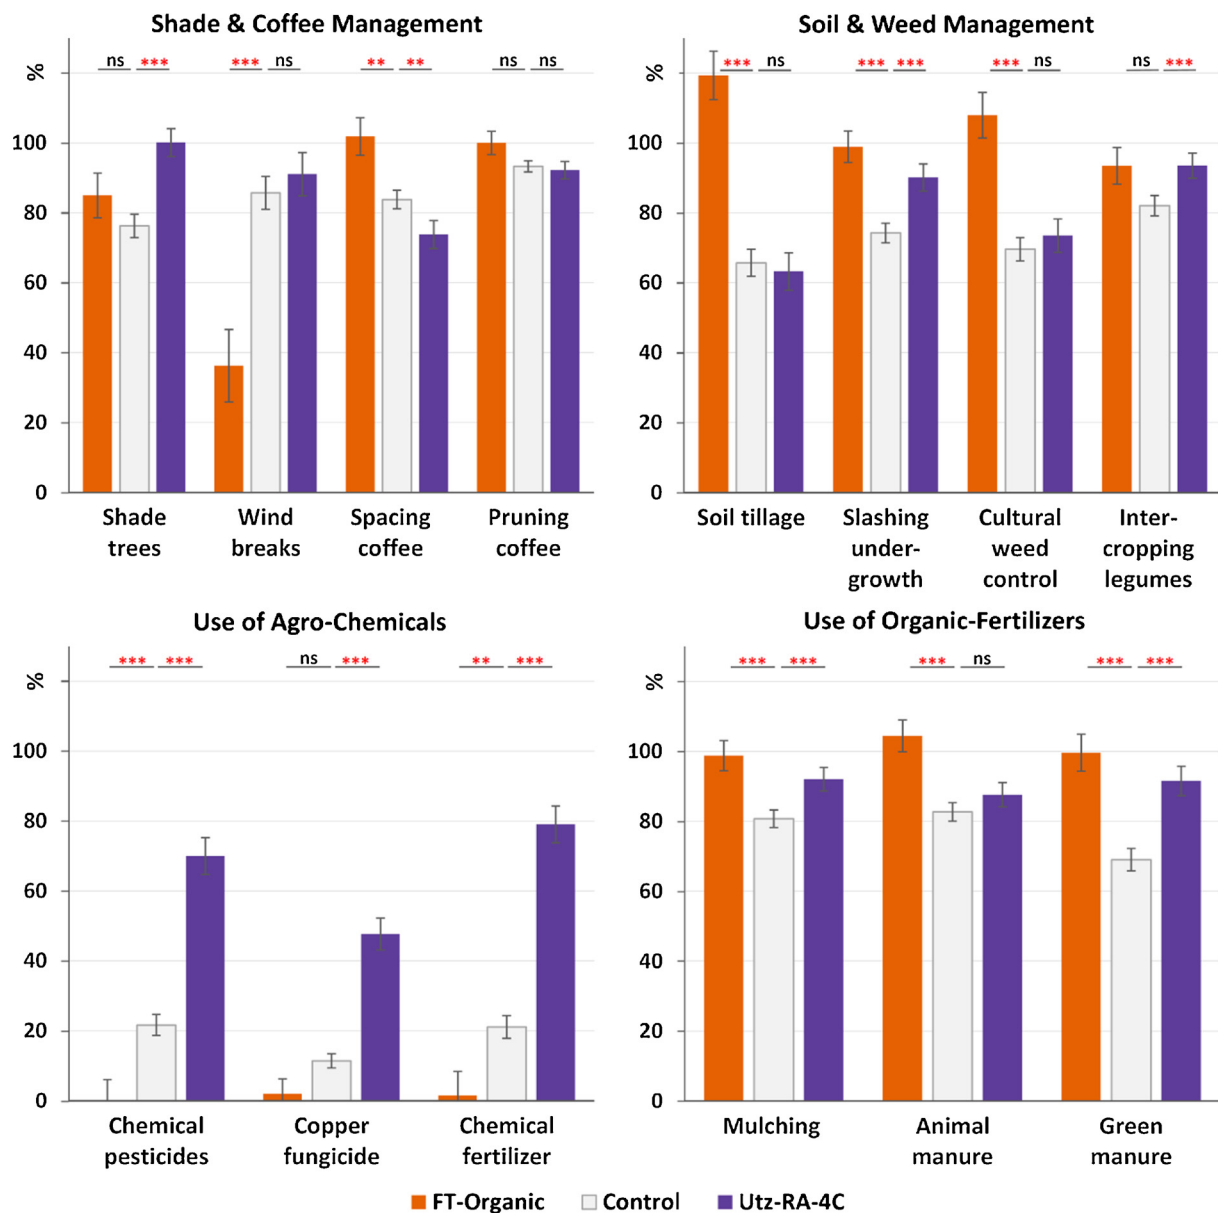 Shade & Coffee Management
%
ns *** *** ns ** ** ns ns
100
80
60
40
20
0
Shade trees
Wind breaks
Spacing coffee
Pruning coffee
Soil & Weed Management
%
*** ns *** *** *** ns ns ***
100
80
60
40
20
0
Soil tillage
Slashing under-growth
Cultural weed control
Inter-cropping legumes
Use of Agro-Chemicals
%
*** *** ns *** ** ***
100
80
60
40
20
0
Chemical pesticides
Copper fungicide
Chemical fertilizer
Use of Organic-Fertilizers
%
*** *** *** ns *** ***
100
80
60
40
20
0
Mulching
Animal manure
Green manure
FT-Organic Control Utz-RA-4C